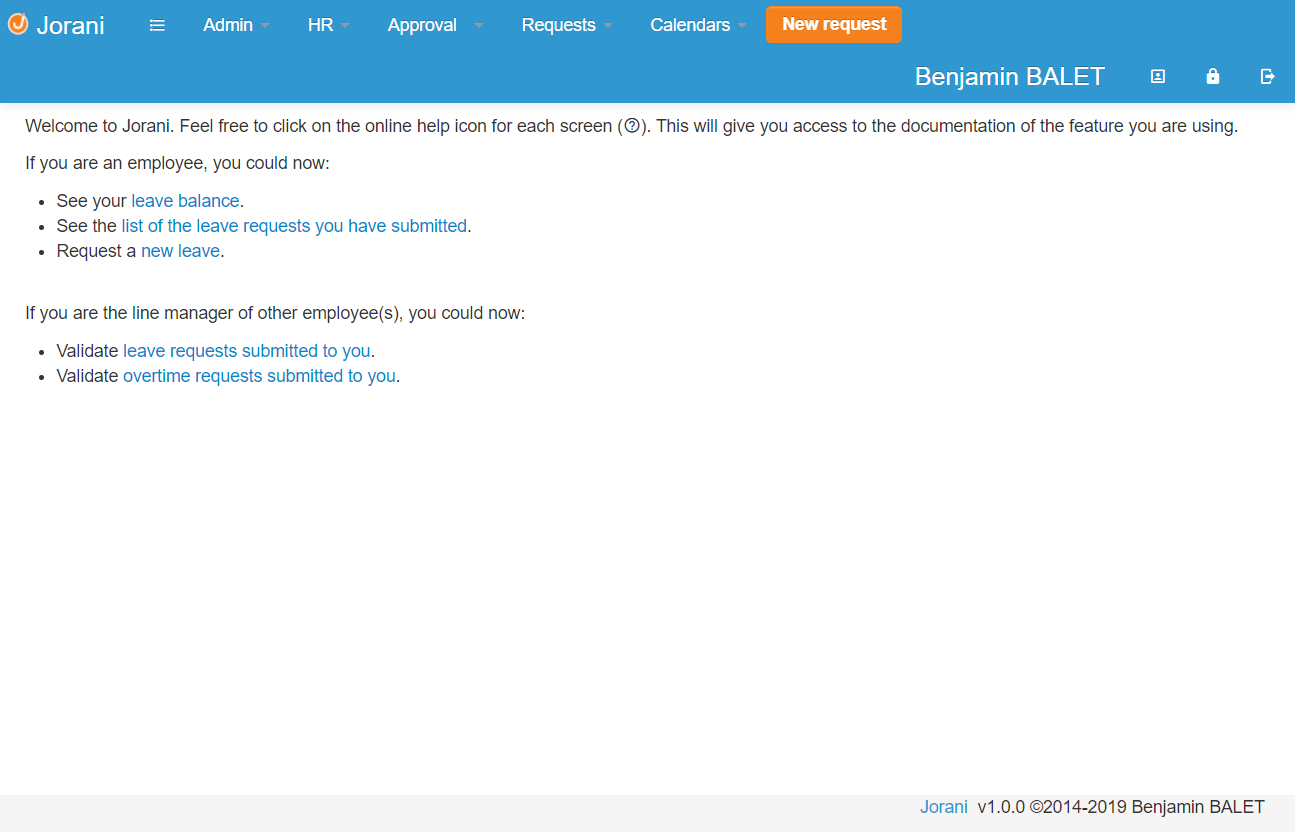 Jorani Admin HR Approval Requests Calendars New request
Benjamin BALET
Welcome to Jorani. Feel free to click on the online help icon for each screen (?). This will give you access to the documentation of the feature you are using.
If you are an employee, you could now:
• See your leave balance.
• See the list of the leave requests you have submitted.
• Request a new leave.
If you are the line manager of other employee(s), you could now:
• Validate leave requests submitted to you.
• Validate overtime requests submitted to you.
Jorani v1.0.0 ©2014-2019 Benjamin BALET